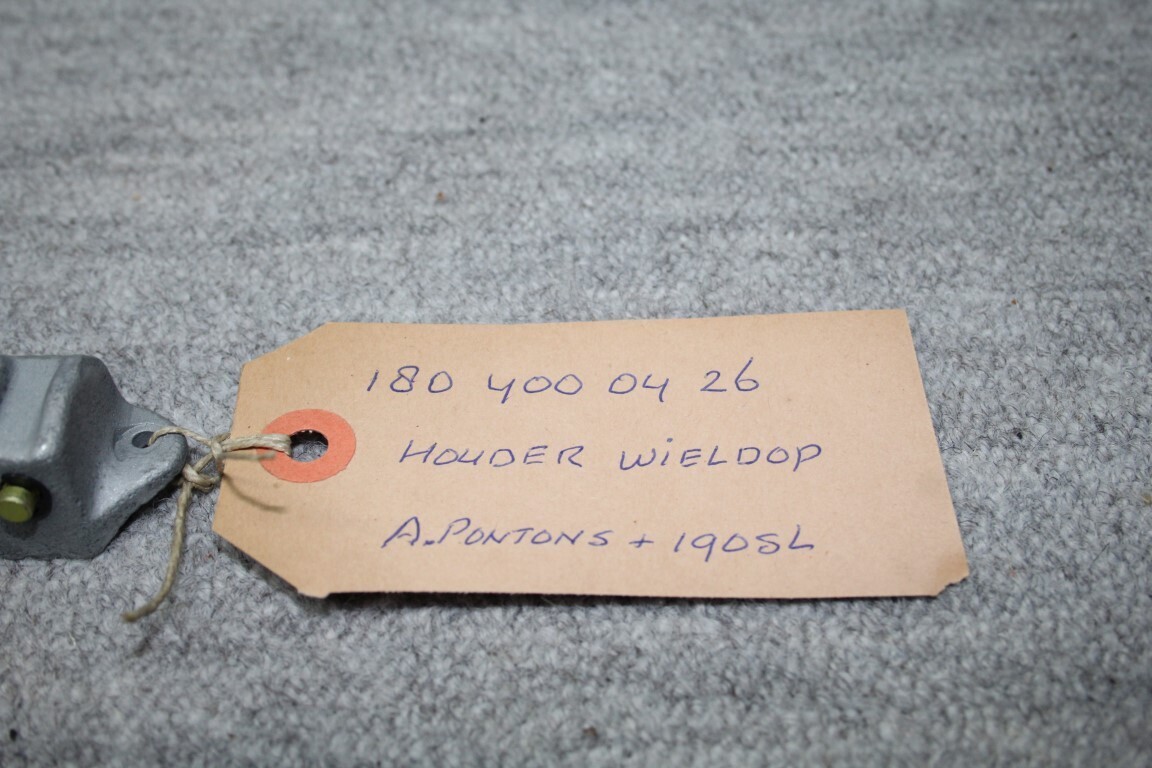 180 400 04 26
HOUDER WIELDOP
A.PONTONS + 190SL